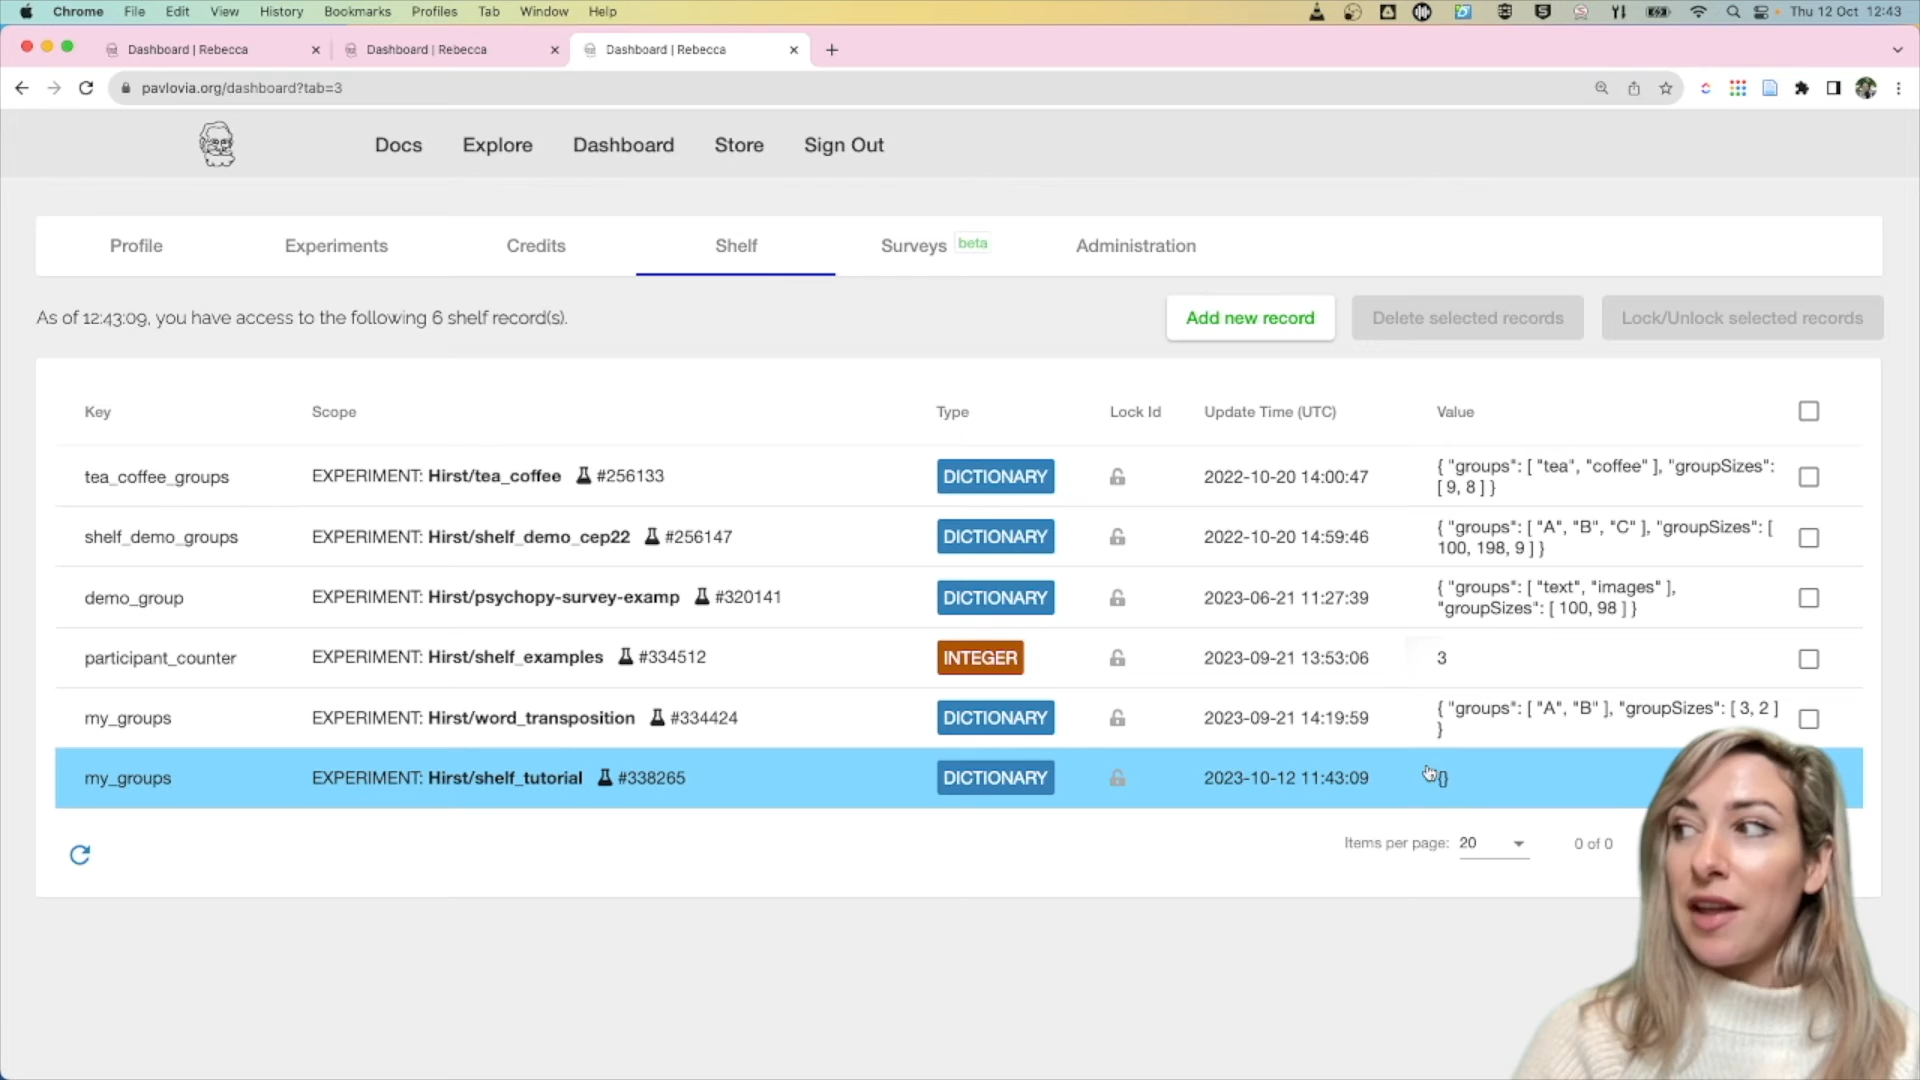 Chrome File Edit View History Bookmarks Profiles Tab Window Help Thu 12 Oct 12:43
Dashboard | Rebecca Dashboard | Rebecca Dashboard | Rebecca
pavlovia.org/dashboard?tab=3
Docs Explore Dashboard Store Sign Out
Profile Experiments Credits Shelf Surveys beta Administration
As of 12:43:09, you have access to the following 6 shelf record(s). Add new record Delete selected records Lock/Unlock selected records
Key Scope Type Lock Id Update Time (UTC) Value
tea_coffee_groups EXPERIMENT: Hirst/tea_coffee #256133 DICTIONARY 2022-10-20 14:00:47 { "groups": [ "tea", "coffee" ], "groupSizes":
[ 9, 8 ] }
shelf_demo_groups EXPERIMENT: Hirst/shelf_demo_cep22 #256147 DICTIONARY 2022-10-20 14:59:46 { "groups": [ "A", "B", "C" ], "groupSizes": [
100, 198, 9 ] }
demo_group EXPERIMENT: Hirst/psychopy-survey-examp #320141 DICTIONARY 2023-06-21 11:27:39 { "groups": [ "text", "images" ],
"groupSizes": [ 100, 98 ] }
participant_counter EXPERIMENT: Hirst/shelf_examples #334512 INTEGER 2023-09-21 13:53:06 3
my_groups EXPERIMENT: Hirst/word_transposition #334424 DICTIONARY 2023-09-21 14:19:59 { "groups": [ "A", "B" ], "groupSizes": [ 3, 2 ]
}
my_groups EXPERIMENT: Hirst/shelf_tutorial #338265 DICTIONARY 2023-10-12 11:43:09 {}
Items per page: 20 0 of 0